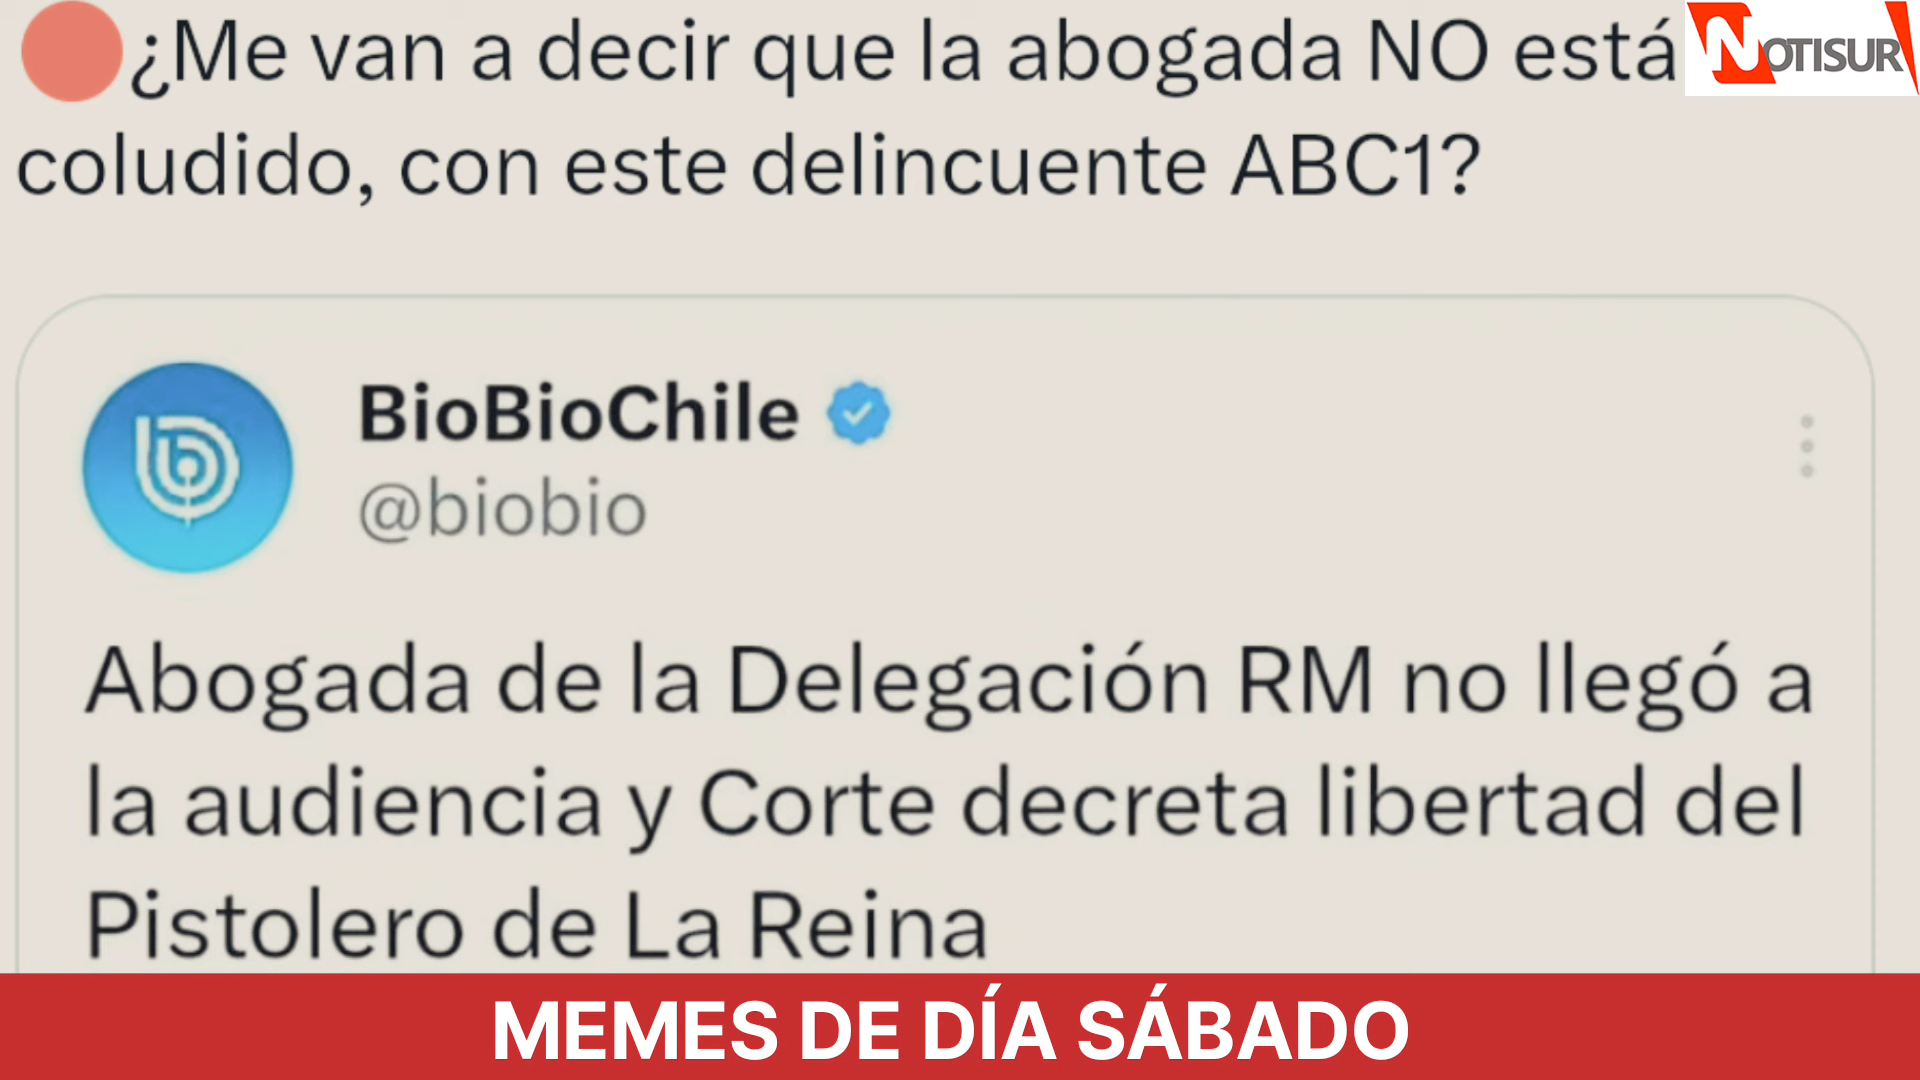 ¿Me van a decir que la abogada NO está
NOTISUR
coludido, con este delincuente ABC1?
BioBioChile
@biobio
Abogada de la Delegación RM no llegó a
la audiencia y Corte decreta libertad del
Pistolero de La Reina
MEMES DE DÍA SÁBADO